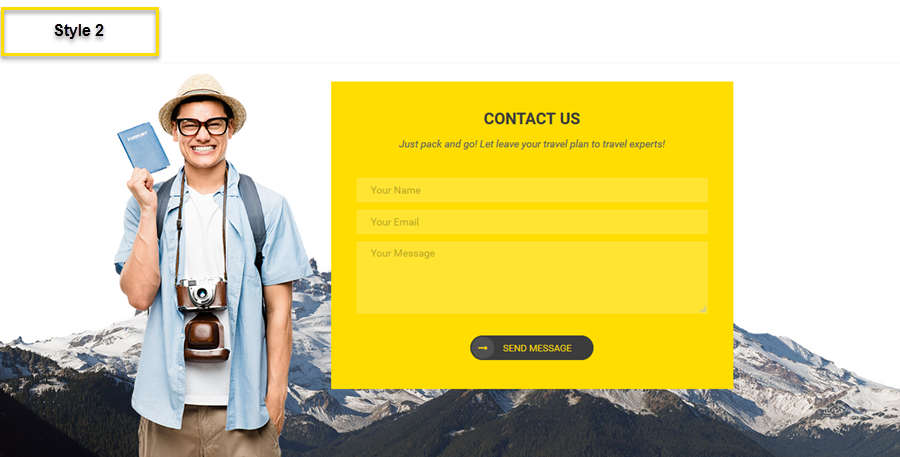 Style 2
PASSPORT
CONTACT US
Just pack and go! Let leave your travel plan to travel experts!
Your Name
Your Email
Your Message
SEND MESSAGE